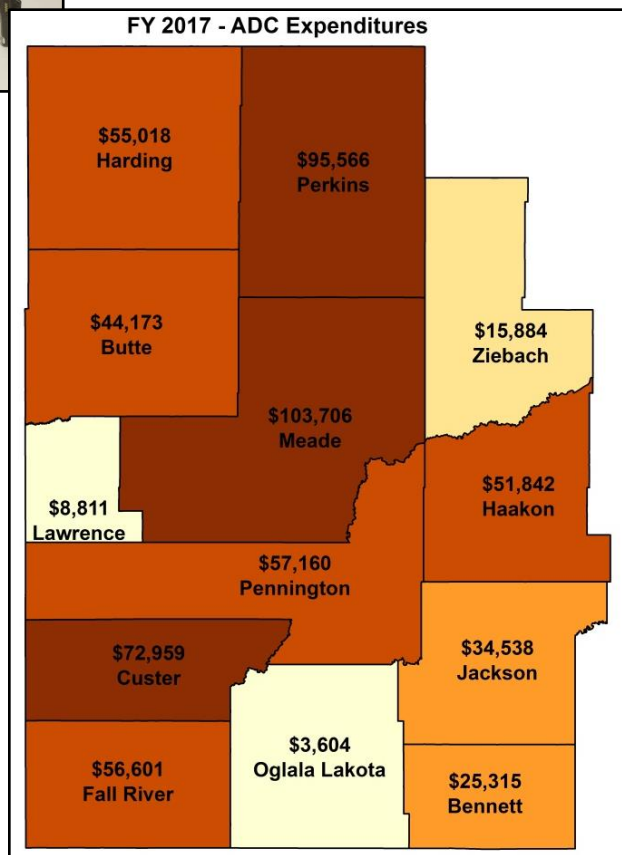 FY 2017 - ADC Expenditures
$55,018
Harding
$95,566
Perkins
$44,173
Butte
$15,884
Ziebach
$103,706
Meade
$8,811
Lawrence
$51,842
Haakon
$57,160
Pennington
$72,959
Custer
$34,538
Jackson
$56,601
Fall River
$3,604
Oglala Lakota
$25,315
Bennett